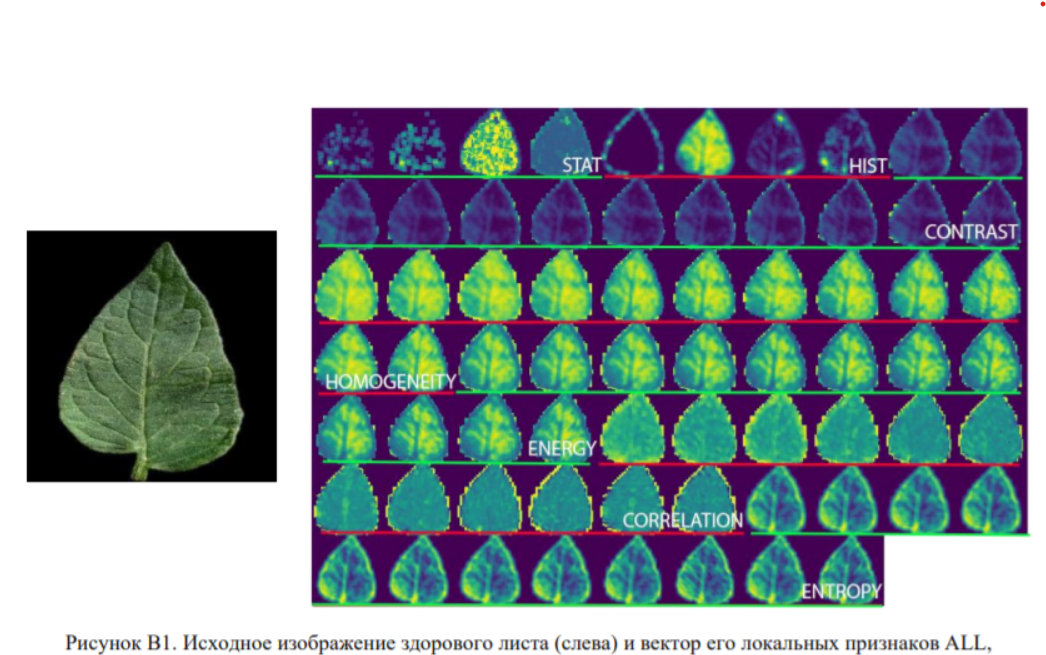 STAT
HIST
CONTRAST
HOMOGENEITY
ENERGY
CORRELATION
ENTROPY
Рисунок В1. Исходное изображение здорового листа (слева) и вектор его локальных признаков ALL,